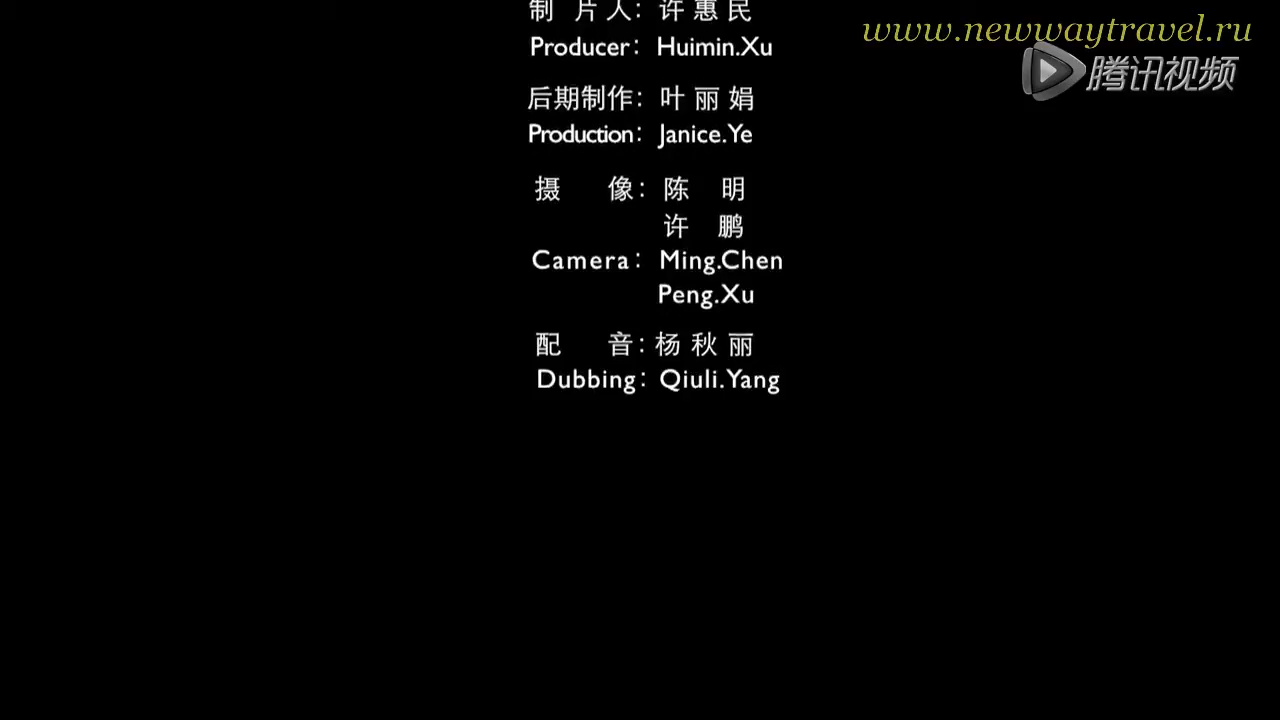 制 片 人: 许 惠 民
www.newwaytravel.ru
Producer: Huimin.Xu
腾讯视频
后期制作: 叶 丽 娟
Production: Janice.Ye
摄 像: 陈 明
许 鹏
Camera: Ming.Chen
Peng.Xu
配 音: 杨 秋 丽
Dubbing: Qiuli.Yang